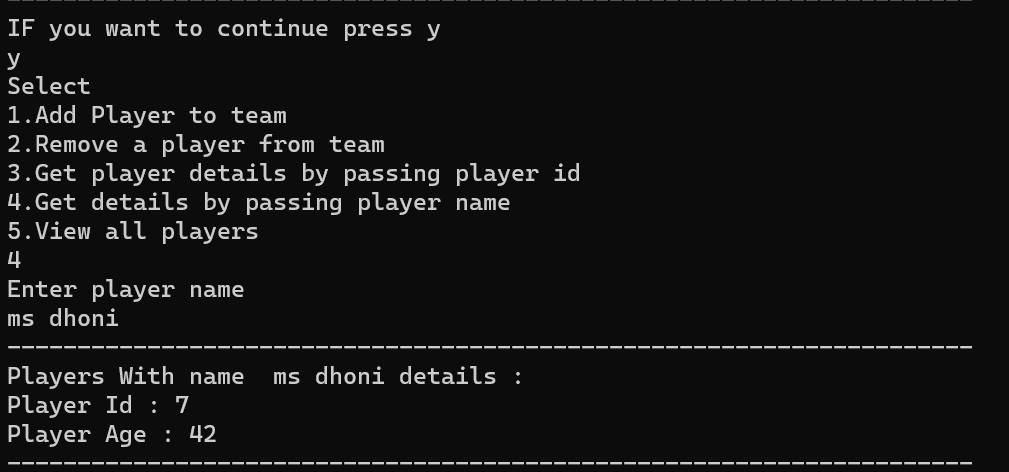 ---------------------------------------------------------------------
IF you want to continue press y
y
Select
1.Add Player to team
2.Remove a player from team
3.Get player details by passing player id
4.Get details by passing player name
5.View all players
4
Enter player name
ms dhoni
---------------------------------------------------------------------
Players With name  ms dhoni details :
Player Id : 7
Player Age : 42
---------------------------------------------------------------------